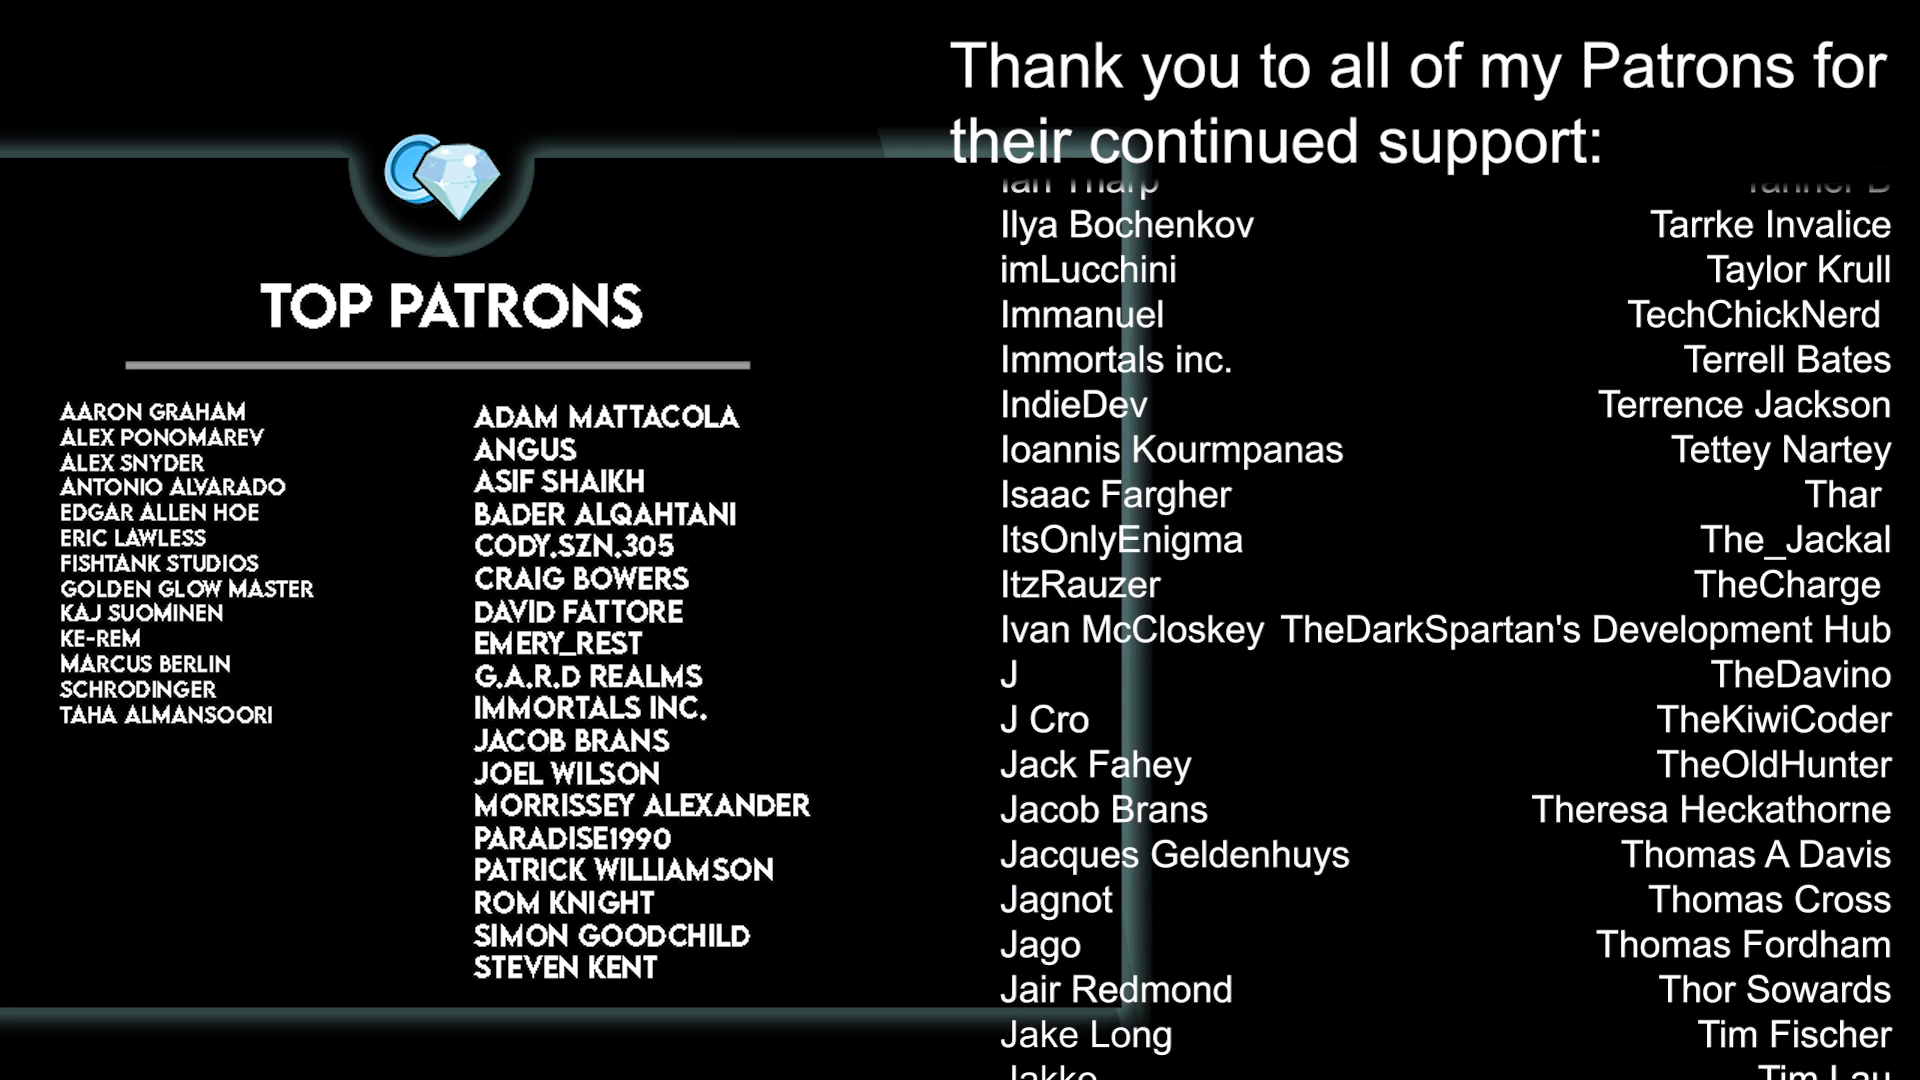 Thank you to all of my Patrons for
their continued support:
TOP PATRONS
AARON GRAHAM
ALEX PONOMAREV
ALEX SNYDER
ANTONIO ALVARADO
EDGAR ALLEN HOE
ERIC LAWLESS
FISHTANK STUDIOS
GOLDEN GLOW MASTER
KAJ SUOMINEN
KE-REM
MARCUS BERLIN
SCHRODINGER
TAHA ALMANSOORI
ADAM MATTACOLA
ANGUS
ASIF SHAIKH
BADER ALQAHTANI
CODY.SZN.305
CRAIG BOWERS
DAVID FATTORE
EMERY_REST
G.A.R.D REALMS
IMMORTALS INC.
JACOB BRANS
JOEL WILSON
MORRISSEY ALEXANDER
PARADISE1990
PATRICK WILLIAMSON
ROM KNIGHT
SIMON GOODCHILD
STEVEN KENT
Ian Tharp
Ilya Bochenkov
imLucchini
Immanuel
Immortals inc.
IndieDev
Ioannis Kourmpanas
Isaac Fargher
ItsOnlyEnigma
ItzRauzer
Ivan McCloskey
J
J Cro
Jack Fahey
Jacob Brans
Jacques Geldenhuys
Jagnot
Jago
Jair Redmond
Jake Long
Jakko
Tanner B
Tarrke Invalice
Taylor Krull
TechChickNerd
Terrell Bates
Terrence Jackson
Tettey Nartey
Thar
The_Jackal
TheCharge
TheDarkSpartan's Development Hub
TheDavino
TheKiwiCoder
TheOldHunter
Theresa Heckathorne
Thomas A Davis
Thomas Cross
Thomas Fordham
Thor Sowards
Tim Fischer
Tim Lau